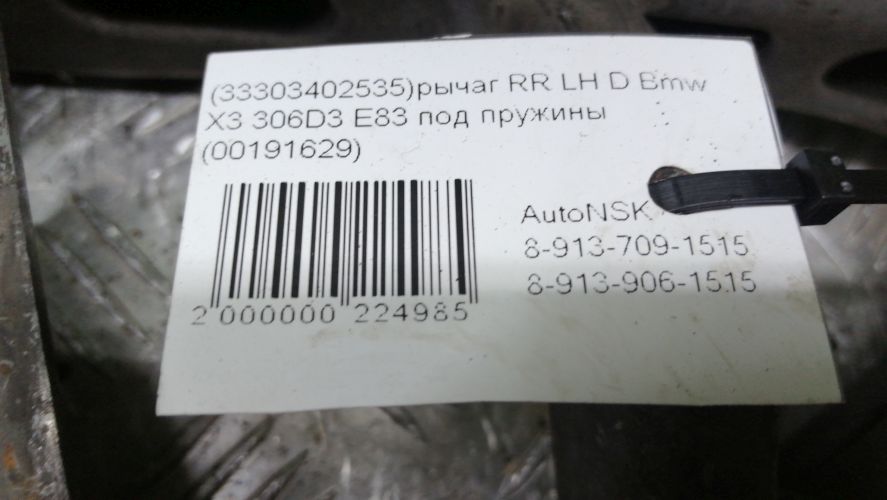 (33303402535)рычаг RR LH D Bmw
X3 306D3 E83 под пружины
(00191629)
AutoNSK
8-913-709-1515
8-913-906-1515
2 000000 224985